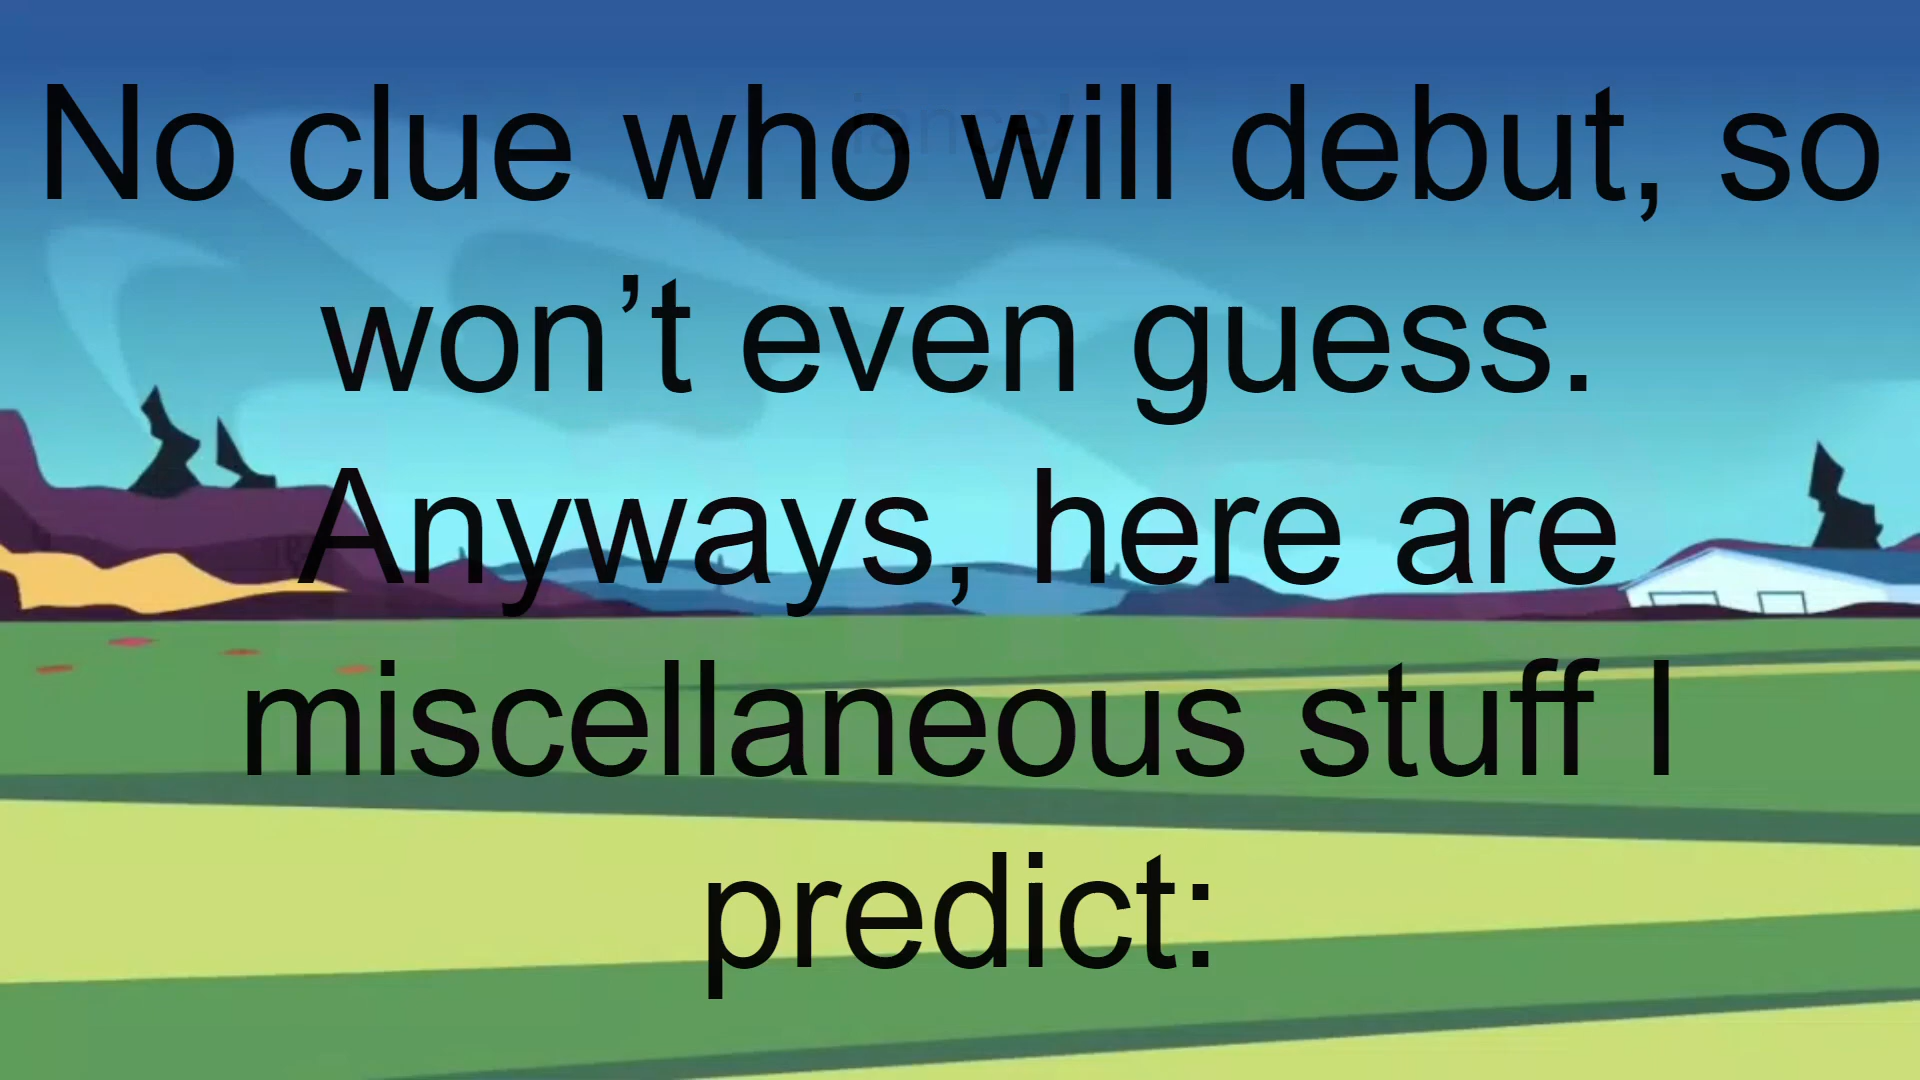 No clue who will debut, so
won’t even guess.
Anyways, here are
miscellaneous stuff I
predict: